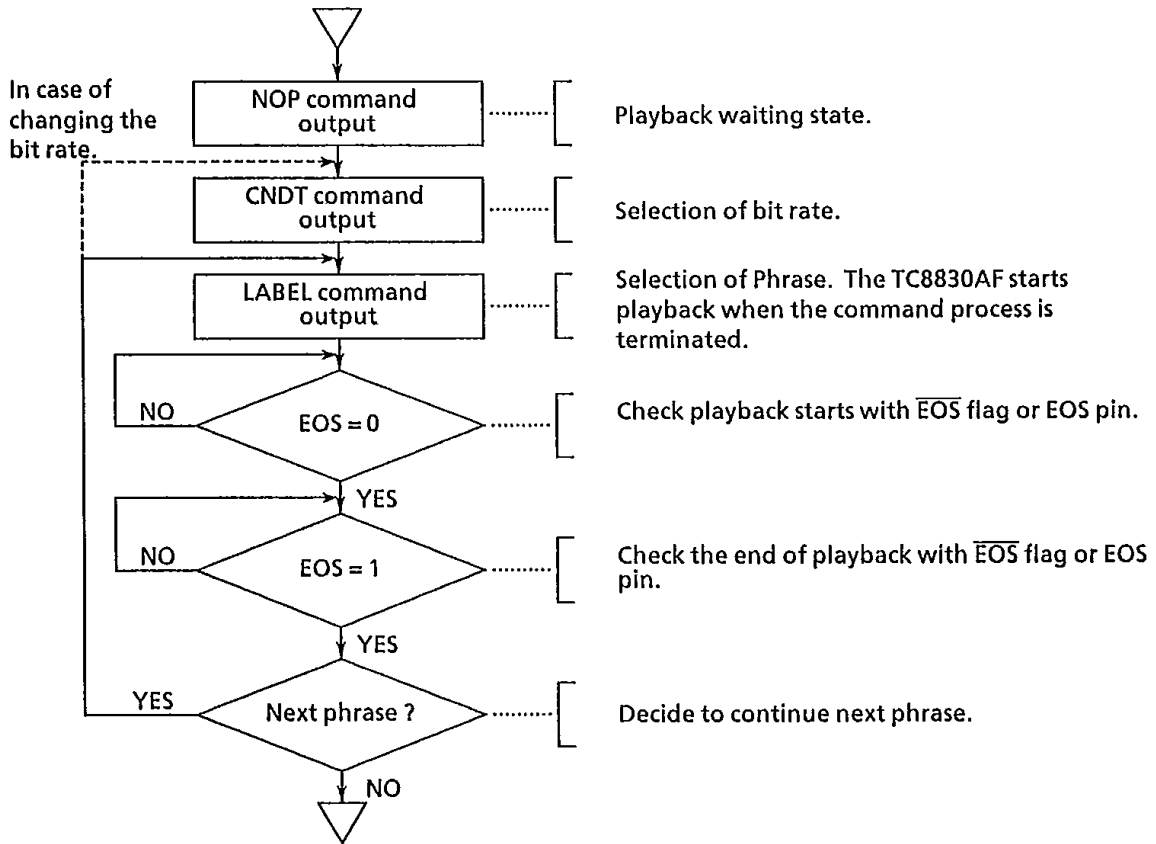 In case of
changing the
bit rate.
NOP command
output
Playback waiting state.
CNDT command
output
Selection of bit rate.
LABEL command
output
Selection of Phrase. The TC8830AF starts
playback when the command process is
terminated.
NO
EOS = 0
Check playback starts with E̅O̅S̅ flag or EOS pin.
YES
NO
EOS = 1
Check the end of playback with E̅O̅S̅ flag or EOS
pin.
YES
YES
Next phrase ?
Decide to continue next phrase.
NO